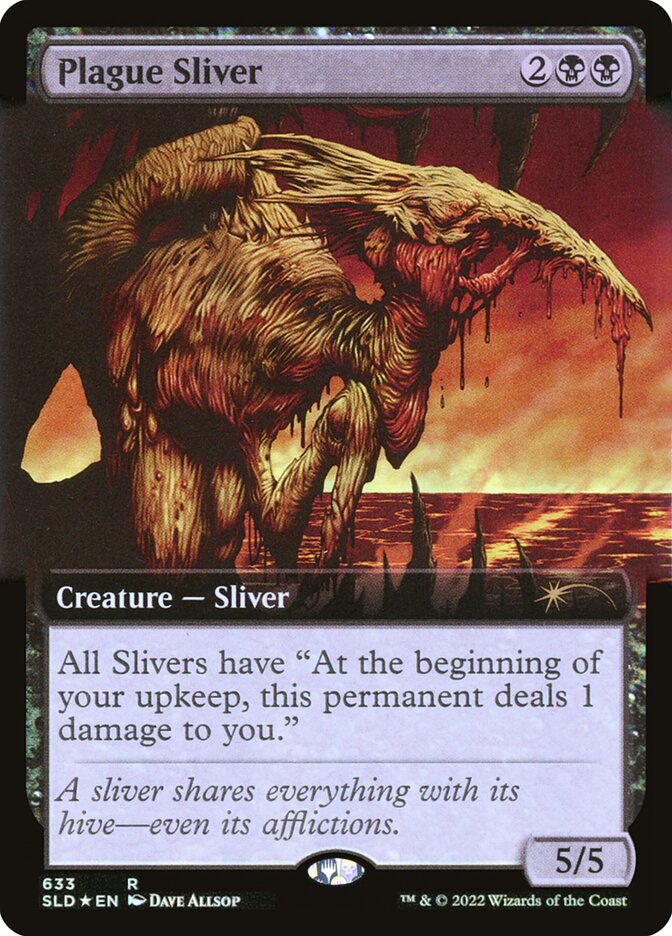 Plague Sliver 2
Creature — Sliver
All Slivers have “At the beginning of
your upkeep, this permanent deals 1
damage to you.”
A sliver shares everything with its
hive—even its afflictions.
5/5
633 R
SLD★EN Dave Allsop
™ & © 2022 Wizards of the Coast